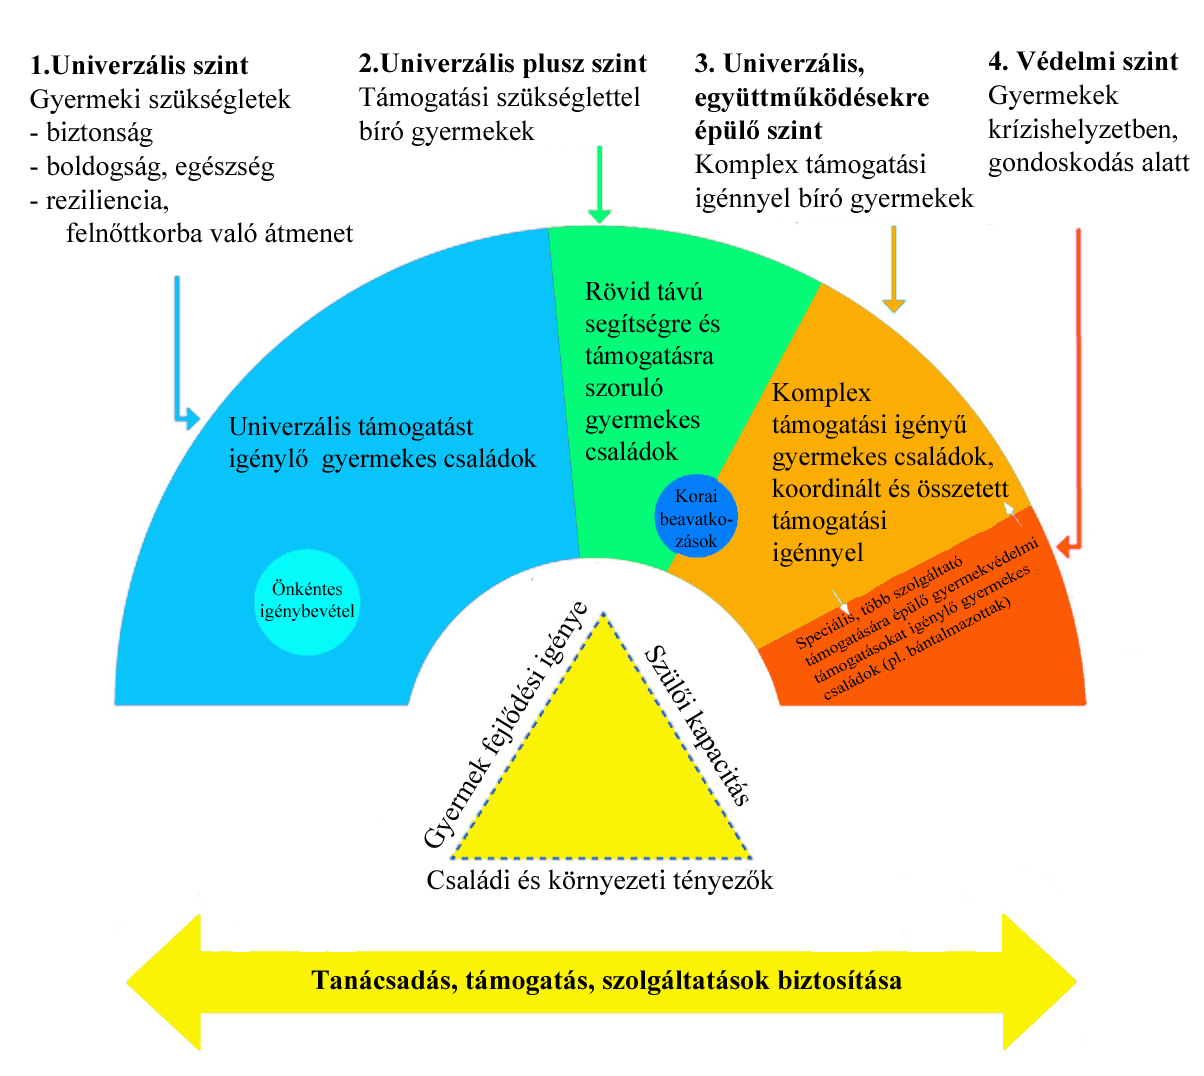 1.Univerzális szint
Gyermeki szükségletek
- biztonság
- boldogság, egészség
- reziliencia,
felnőttkorba való átmenet
2.Univerzális plusz szint
Támogatási szükséglettel
bíró gyermekek
3. Univerzális,
együttműködésekre
épülő szint
Komplex támogatási
igénnyel bíró gyermekek
4. Védelmi szint
Gyermekek
krízishelyzetben,
gondoskodás alatt
Univerzális támogatást
igénylő gyermekes családok
Önkéntes
igénybevétel
Rövid távú
segítségre és
támogatásra
szoruló
gyermekes
családok
Korai
beavatko-
zások
Komplex
támogatási igényű
gyermekes családok,
koordinált és összetett
támogatási
igénnyel
Speciális, több szolgáltató
támogatására épülő gyermekvédelmi
támogatásokat igénylő gyermekes
családok (pl. bántalmazottak)
Gyermek fejlődési igénye
Szülői kapacitás
Családi és környezeti tényezők
Tanácsadás, támogatás, szolgáltatások biztosítása